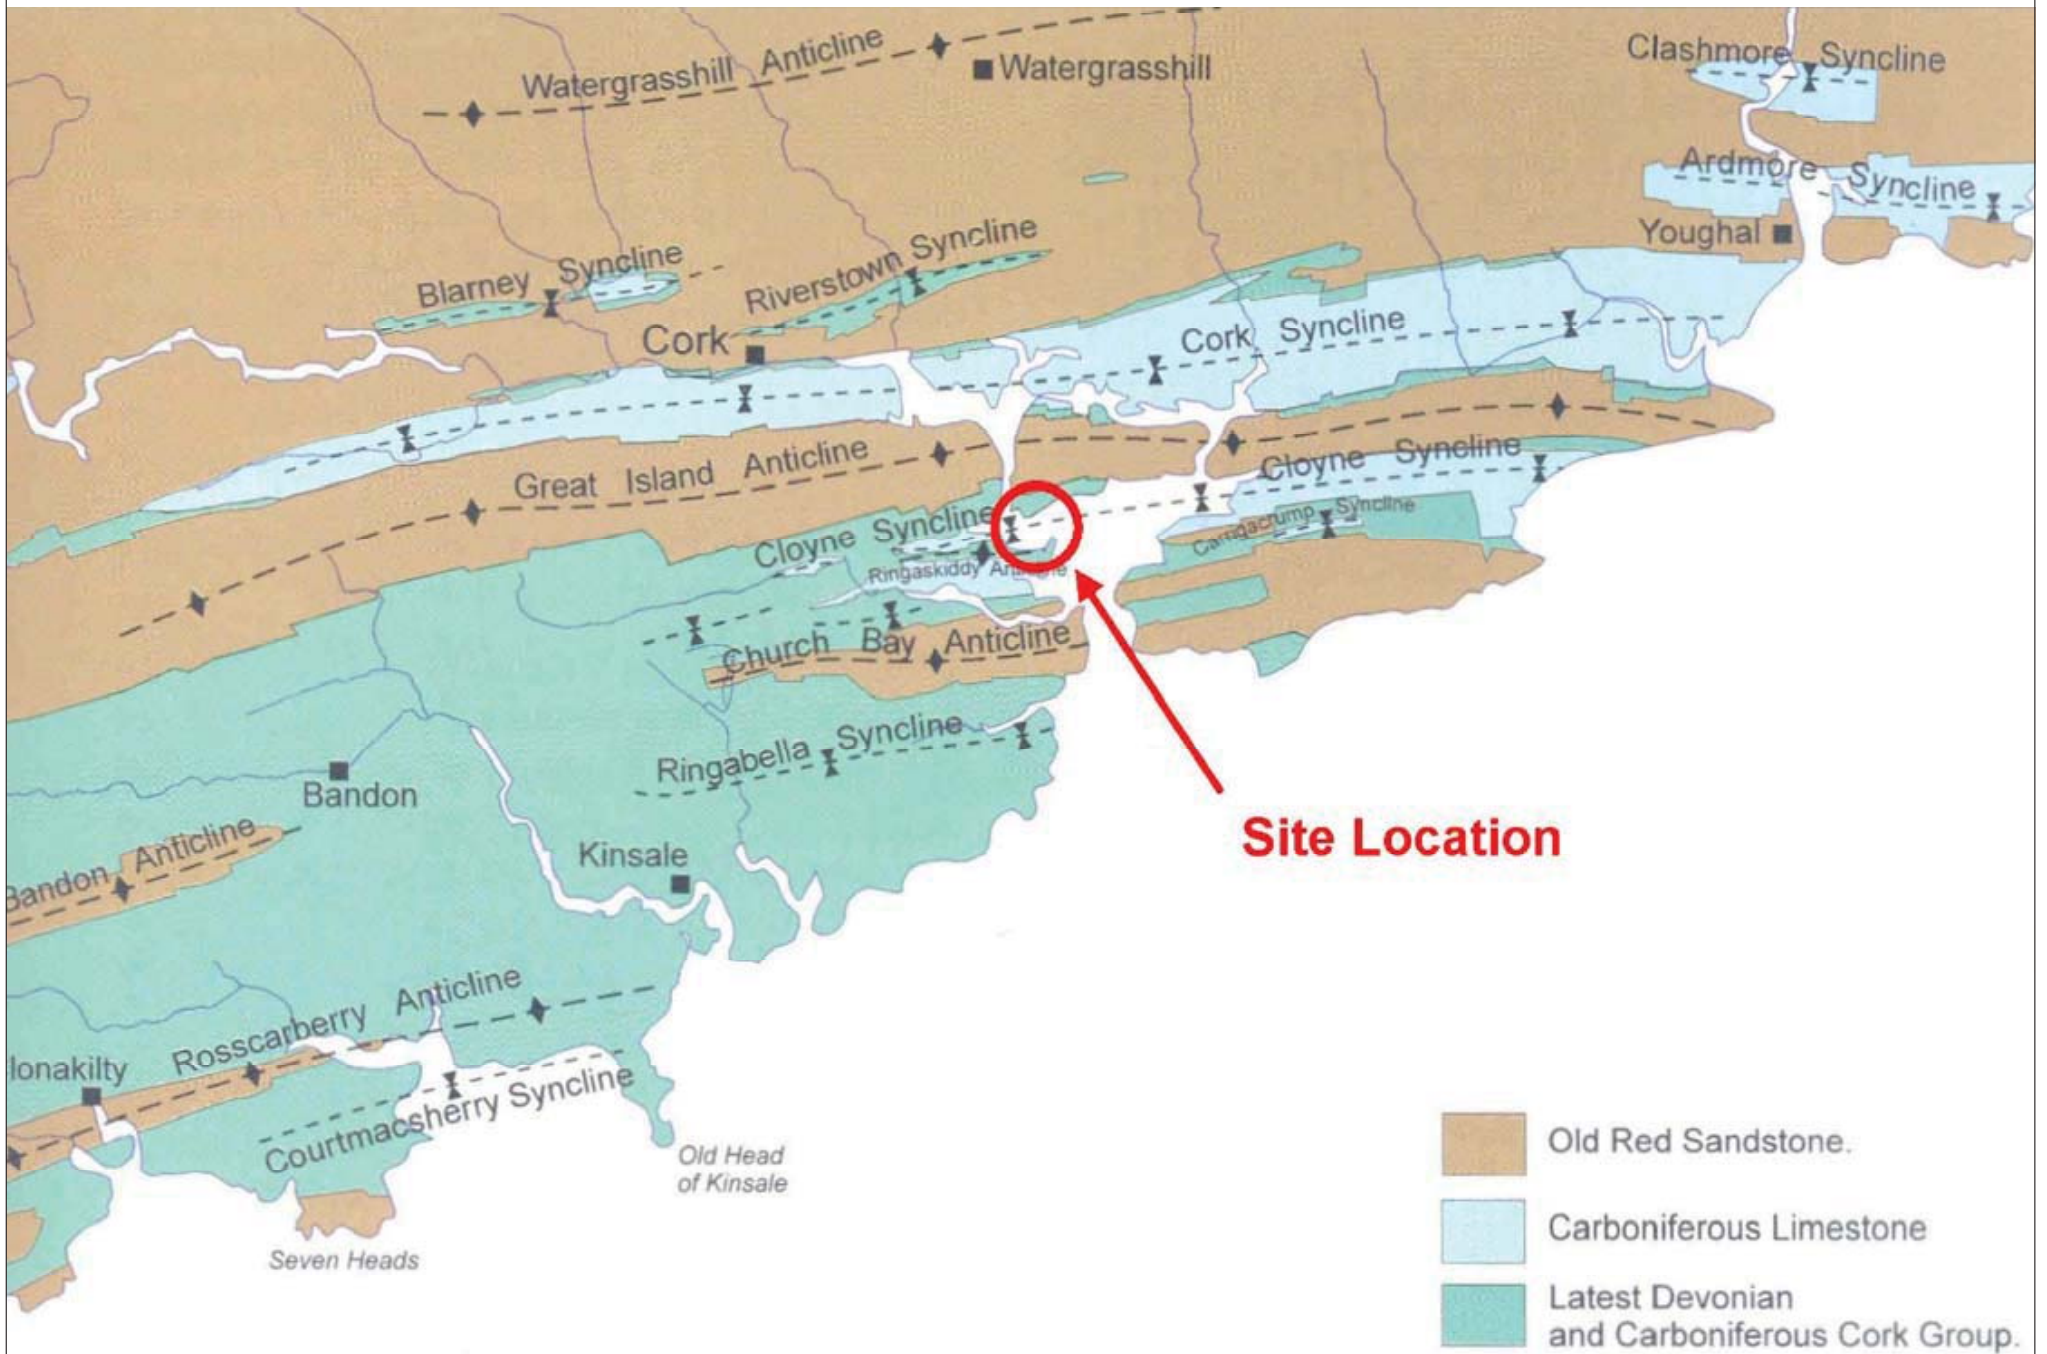 Watergrasshill Anticline
Watergrasshill
Clashmore Syncline
Ardmore Syncline
Youghal
Blarney Syncline
Riverstown Syncline
Cork
Cork Syncline
Great Island Anticline
Cloyne Syncline
Cloyne Syncline
Carrigacrump Syncline
Ringaskiddy Anticline
Church Bay Anticline
Ringabella Syncline
Bandon
Site Location
Kinsale
Bandon Anticline
Rosscarberry Anticline
lonakilty
Courtmacsherry Syncline
Old Head
of Kinsale
Seven Heads
Old Red Sandstone.
Carboniferous Limestone
Latest Devonian
and Carboniferous Cork Group.